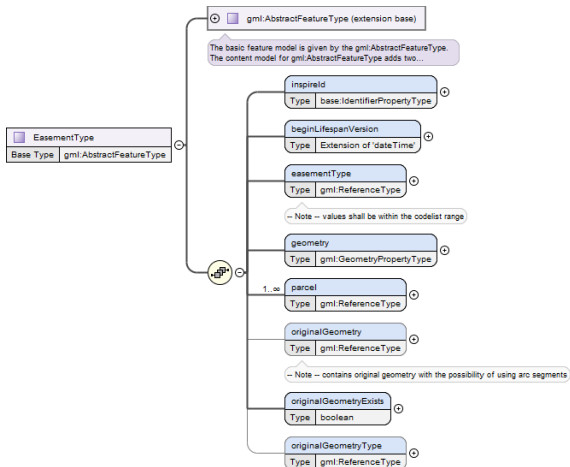 gml:AbstractFeatureType (extension base)
The basic feature model is given by the gml:AbstractFeatureType.
The content model for gml:AbstractFeatureType adds two...
EasementType
Base Type gml:AbstractFeatureType
inspireId
Type base:IdentifierPropertyType
beginLifespanVersion
Type Extension of 'dateTime'
easementType
Type gml:ReferenceType
-- Note -- values shall be within the codelist range
geometry
Type gml:GeometryPropertyType
1..∞
parcel
Type gml:ReferenceType
originalGeometry
Type gml:ReferenceType
-- Note -- contains original geometry with the possibility of using arc segments
originalGeometryExists
Type boolean
originalGeometryType
Type gml:ReferenceType